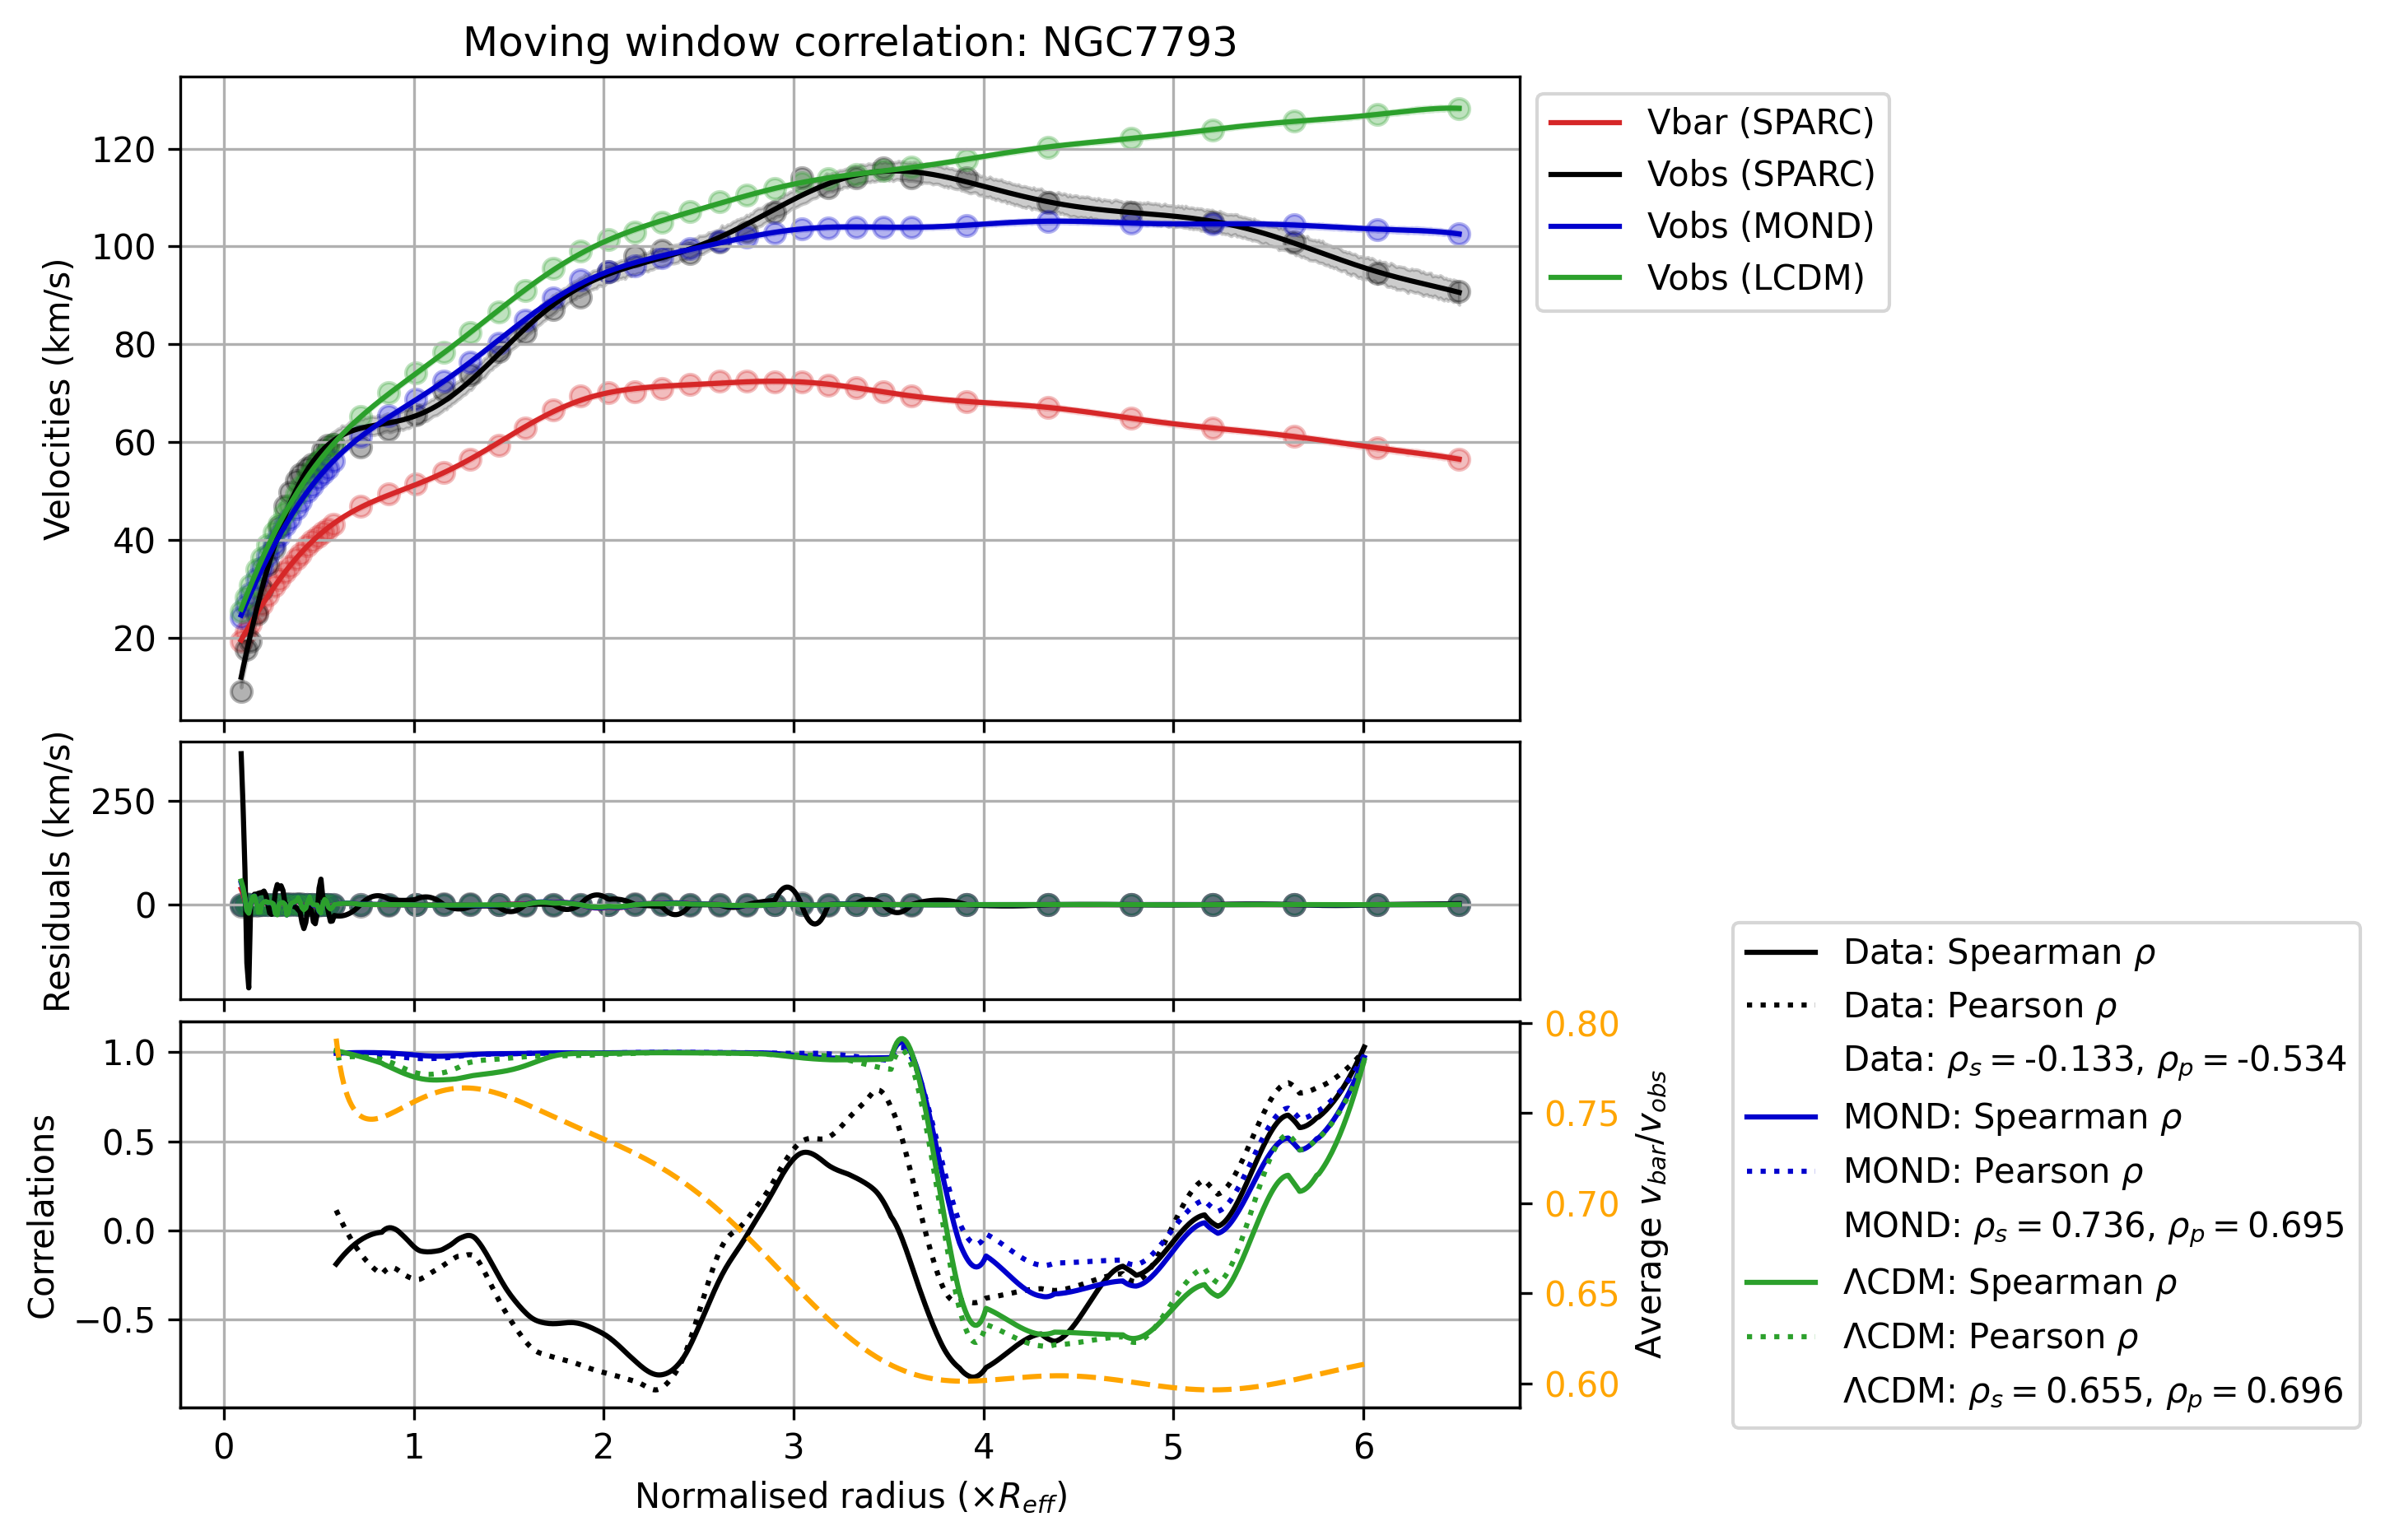 Moving window correlation: NGC7793
Velocities (km/s)
120
100
80
60
40
20
Vbar (SPARC)
Vobs (SPARC)
Vobs (MOND)
Vobs (LCDM)
Residuals (km/s)
250
0
Correlations
1.0
0.5
0.0
−0.5
0.80
0.75
0.70
0.65
0.60
Average v_bar/v_obs
0 1 2 3 4 5 6
Normalised radius (×R_eff)
Data: Spearman ρ
Data: Pearson ρ
Data: ρ_s = -0.133, ρ_p = -0.534
MOND: Spearman ρ
MOND: Pearson ρ
MOND: ρ_s = 0.736, ρ_p = 0.695
ΛCDM: Spearman ρ
ΛCDM: Pearson ρ
ΛCDM: ρ_s = 0.655, ρ_p = 0.696